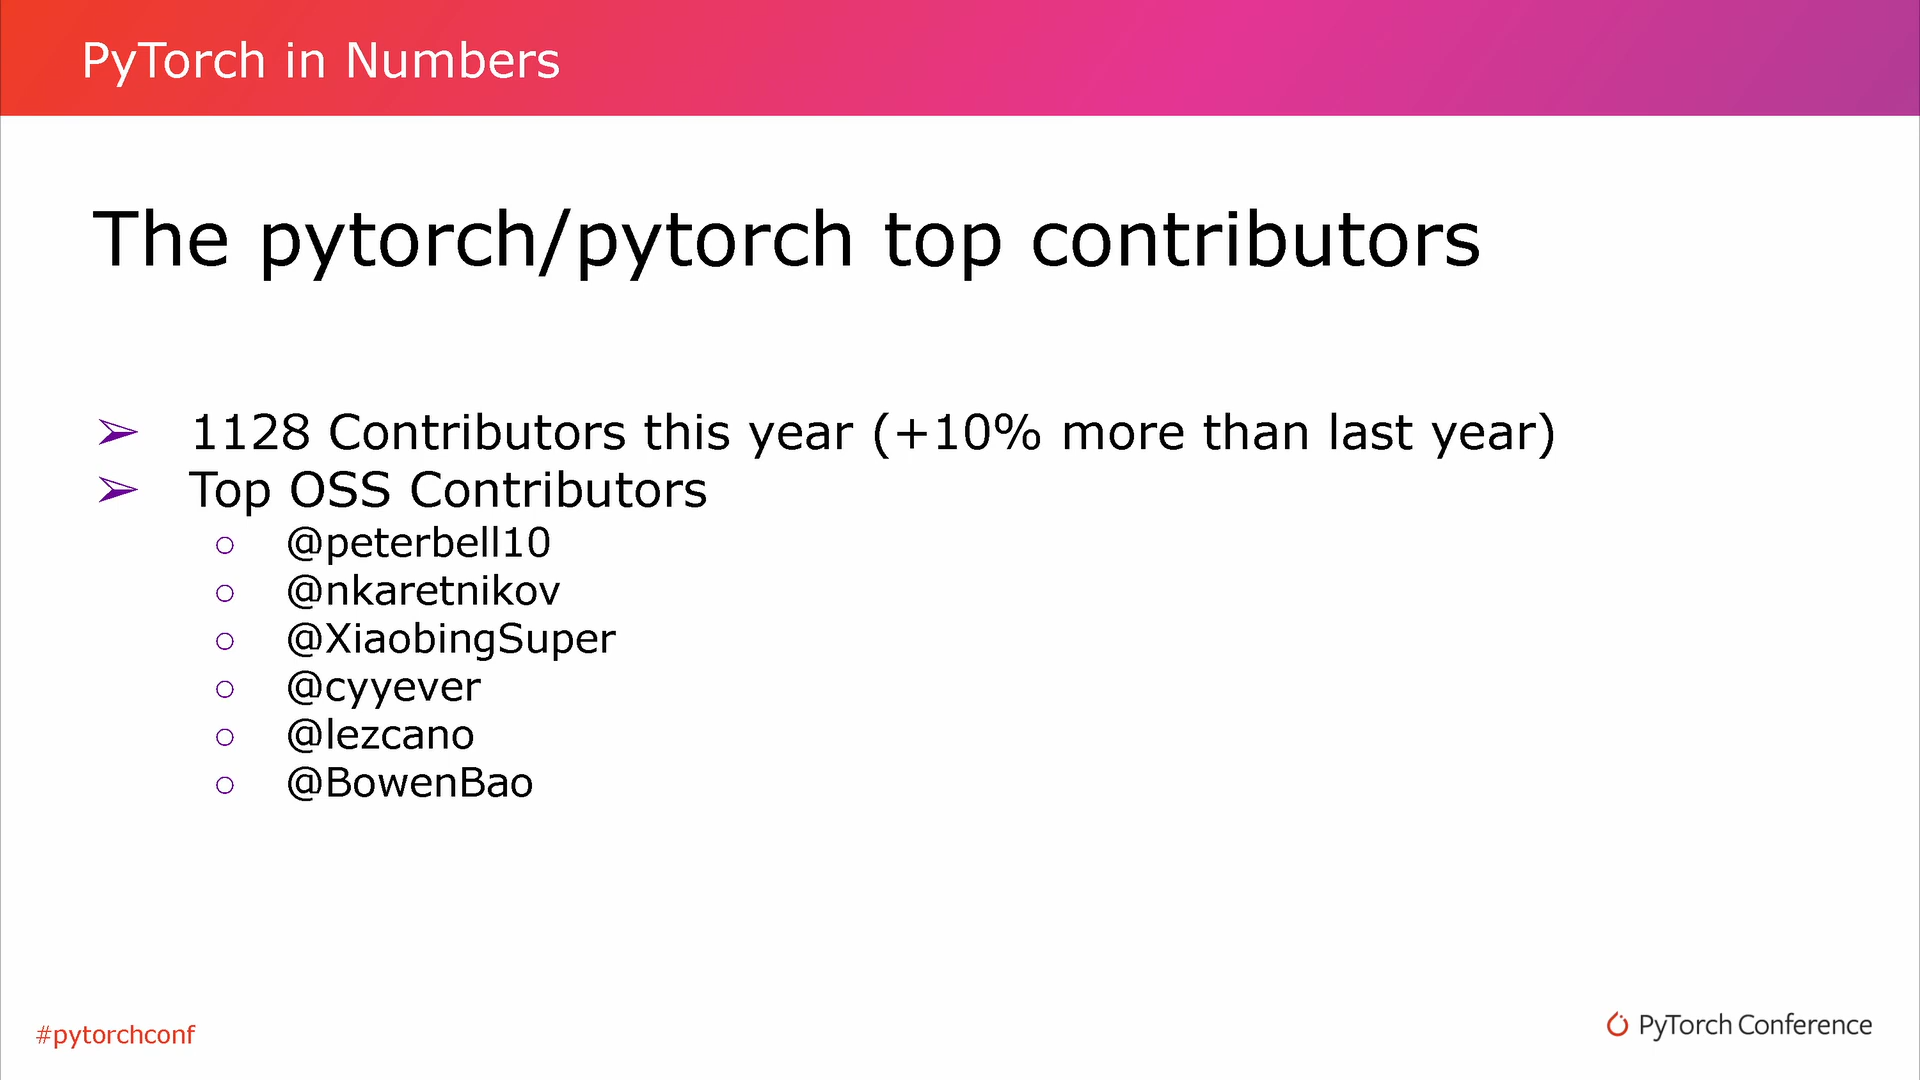 PyTorch in Numbers
The pytorch/pytorch top contributors
➢ 1128 Contributors this year (+10% more than last year)
➢ Top OSS Contributors
○ @peterbell10
○ @nkaretnikov
○ @XiaobingSuper
○ @cyyever
○ @lezcano
○ @BowenBao
#pytorchconf
PyTorch Conference